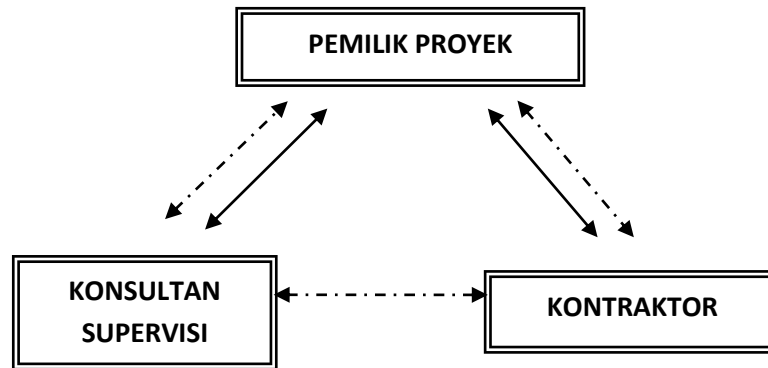 PEMILIK PROYEK
KONSULTAN
SUPERVISI
KONTRAKTOR